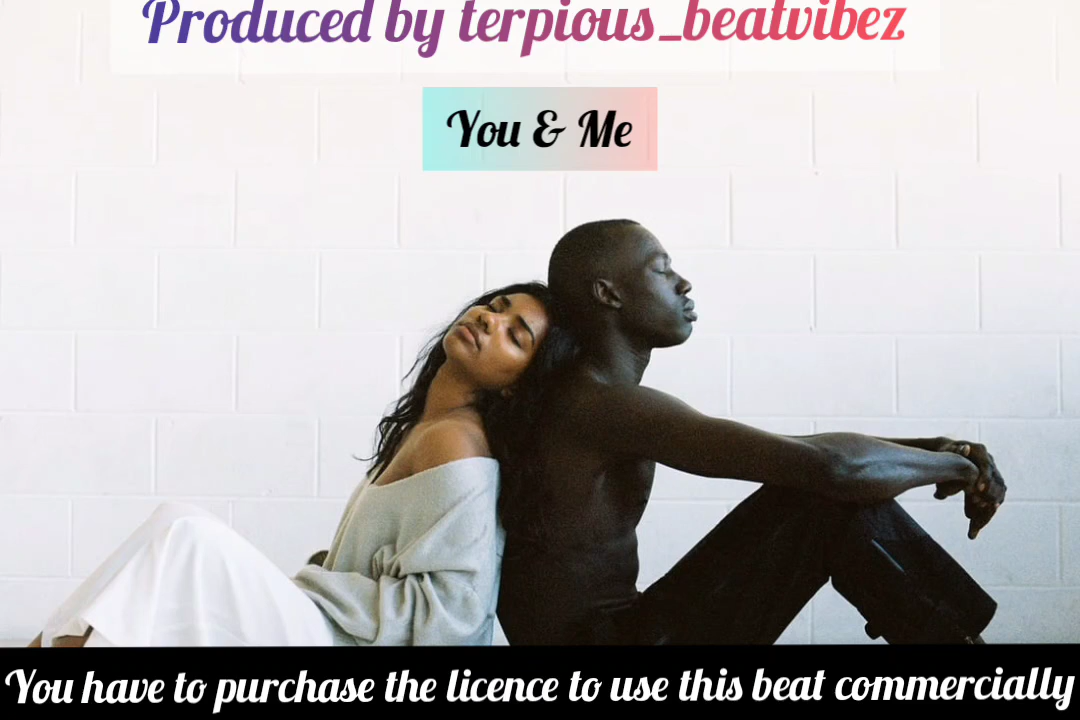 Produced by terpious_beatvibez
You & Me
You have to purchase the licence to use this beat commercially